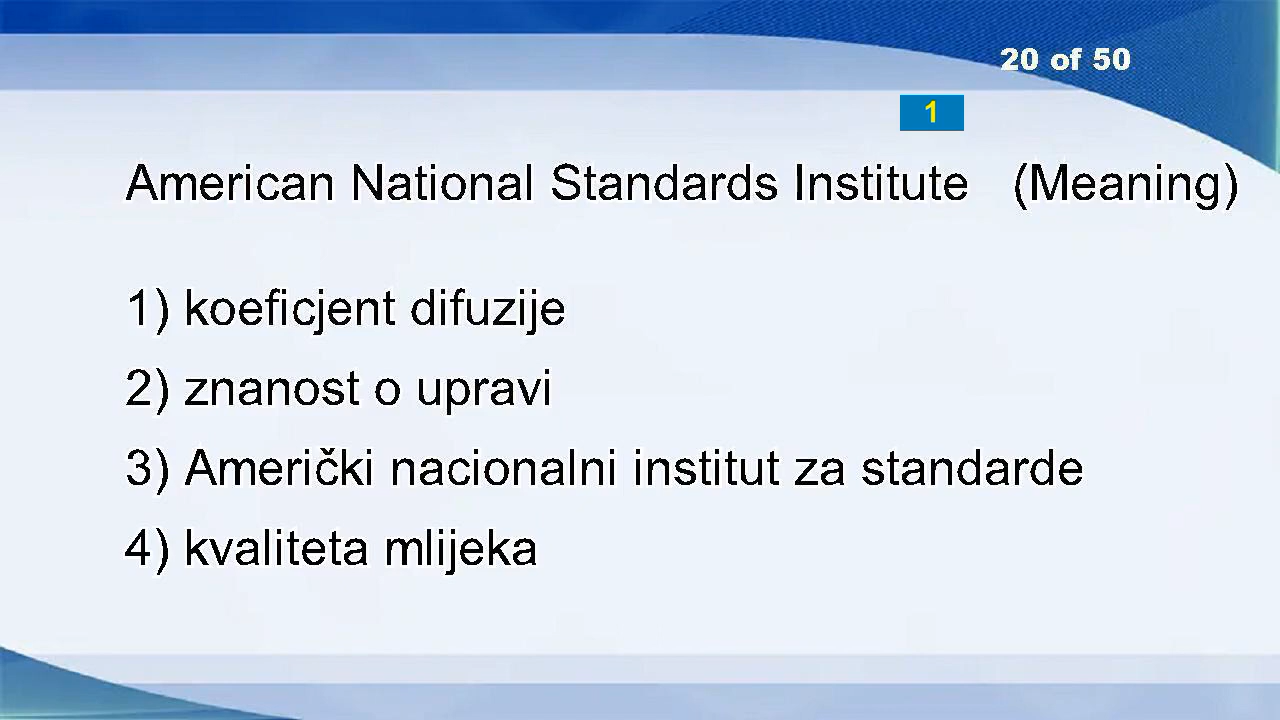 20 of 50
1
American National Standards Institute (Meaning)
1) koeficjent difuzije
2) znanost o upravi
3) Američki nacionalni institut za standarde
4) kvaliteta mlijeka